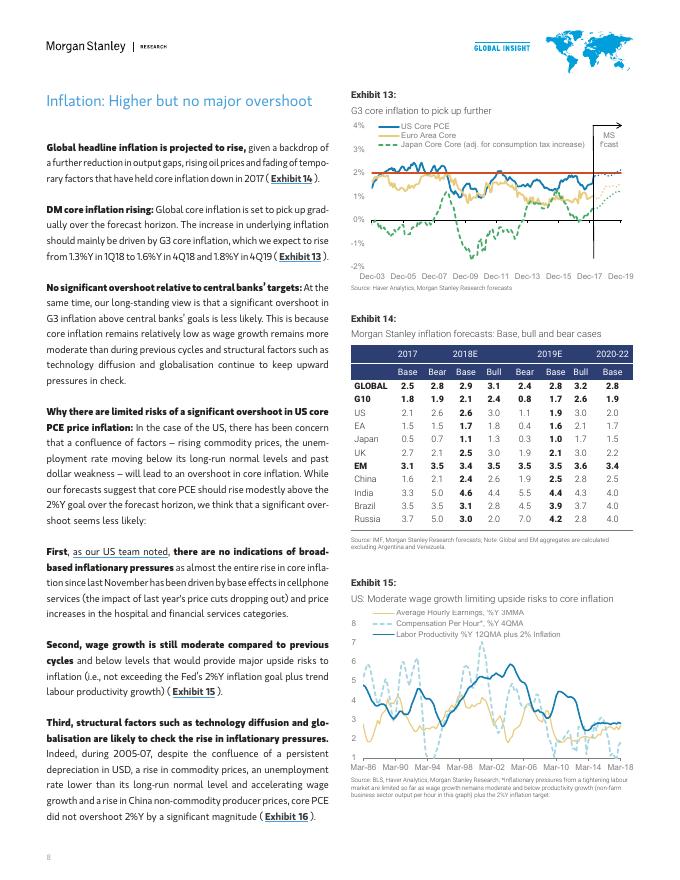 Morgan Stanley | RESEARCH
GLOBAL INSIGHT
Inflation: Higher but no major overshoot
Global headline inflation is projected to rise, given a backdrop of
a further reduction in output gaps, rising oil prices and fading of tempo-
rary factors that have held core inflation down in 2017 ( Exhibit 14 ).
DM core inflation rising: Global core inflation is set to pick up grad-
ually over the forecast horizon. The increase in underlying inflation
should mainly be driven by G3 core inflation, which we expect to rise
from 1.3%Y in 1Q18 to 1.6%Y in 4Q18 and 1.8%Y in 4Q19 ( Exhibit 13 ).
No significant overshoot relative to central banks' targets: At the
same time, our long-standing view is that a significant overshoot in
G3 inflation above central banks' goals is less likely. This is because
core inflation remains relatively low as wage growth remains more
moderate than during previous cycles and structural factors such as
technology diffusion and globalisation continue to keep upward
pressures in check.
Why there are limited risks of a significant overshoot in US core
PCE price inflation: In the case of the US, there has been concern
that a confluence of factors – rising commodity prices, the unem-
ployment rate moving below its long-run normal levels and past
dollar weakness – will lead to an overshoot in core inflation. While
our forecasts suggest that core PCE should rise modestly above the
2%Y goal over the forecast horizon, we think that a significant over-
shoot seems less likely:
First, as our US team noted, there are no indications of broad-
based inflationary pressures as almost the entire rise in core infla-
tion since last November has been driven by base effects in cellphone
services (the impact of last year's price cuts dropping out) and price
increases in the hospital and financial services categories.
Second, wage growth is still moderate compared to previous
cycles and below levels that would provide major upside risks to
inflation (i.e., not exceeding the Fed's 2%Y inflation goal plus trend
labour productivity growth) ( Exhibit 15 ).
Third, structural factors such as technology diffusion and glo-
balisation are likely to check the rise in inflationary pressures.
Indeed, during 2005-07, despite the confluence of a persistent
depreciation in USD, a rise in commodity prices, an unemployment
rate lower than its long-run normal level and accelerating wage
growth and a rise in China non-commodity producer prices, core PCE
did not overshoot 2%Y by a significant magnitude ( Exhibit 16 ).
Exhibit 13:
G3 core inflation to pick up further
4%
3%
2%
1%
0%
-1%
-2%
US Core PCE
Euro Area Core
Japan Core Core (adj. for consumption tax increase)
MS
f'cast
Dec-03 Dec-05 Dec-07 Dec-09 Dec-11 Dec-13 Dec-15 Dec-17 Dec-19
Source: Haver Analytics, Morgan Stanley Research forecasts
Exhibit 14:
Morgan Stanley inflation forecasts: Base, bull and bear cases
2017 2018E 2019E 2020-22
Base Bear Base Bull Bear Base Bull Base
GLOBAL 2.5 2.8 2.9 3.1 2.4 2.8 3.2 2.8
G10 1.8 1.9 2.1 2.4 0.8 1.7 2.6 1.9
US 2.1 2.6 2.6 3.0 1.1 1.9 3.0 2.0
EA 1.5 1.5 1.7 1.8 0.4 1.6 2.1 1.7
Japan 0.5 0.7 1.1 1.3 0.3 1.0 1.7 1.5
UK 2.7 2.1 2.5 3.0 1.9 2.1 3.0 2.2
EM 3.1 3.5 3.4 3.5 3.5 3.5 3.6 3.4
China 1.6 2.1 2.4 2.6 1.9 2.5 2.8 2.5
India 3.3 5.0 4.6 4.4 5.5 4.4 4.3 4.0
Brazil 3.5 3.5 3.1 2.8 4.5 3.9 3.7 4.0
Russia 3.7 5.0 3.0 2.0 7.0 4.2 2.8 4.0
Source: IMF, Morgan Stanley Research forecasts, Note: Global and EM aggregates are calculated
excluding Argentina and Venezuela.
Exhibit 15:
US: Moderate wage growth limiting upside risks to core inflation
Average Hourly Earnings, %Y 3MMA
Compensation Per Hour*, %Y 4QMA
Labor Productivity %Y 12QMA plus 2% Inflation
8
7
6
5
4
3
2
1
Mar-86 Mar-90 Mar-94 Mar-98 Mar-02 Mar-06 Mar-10 Mar-14 Mar-18
Source: BLS, Haver Analytics, Morgan Stanley Research, *Inflationary pressures from a tightening labour
market are limited so far as wage growth remains moderate and below productivity growth (non-farm
business sector output per hour in this graph) plus the 2%Y inflation target.
8